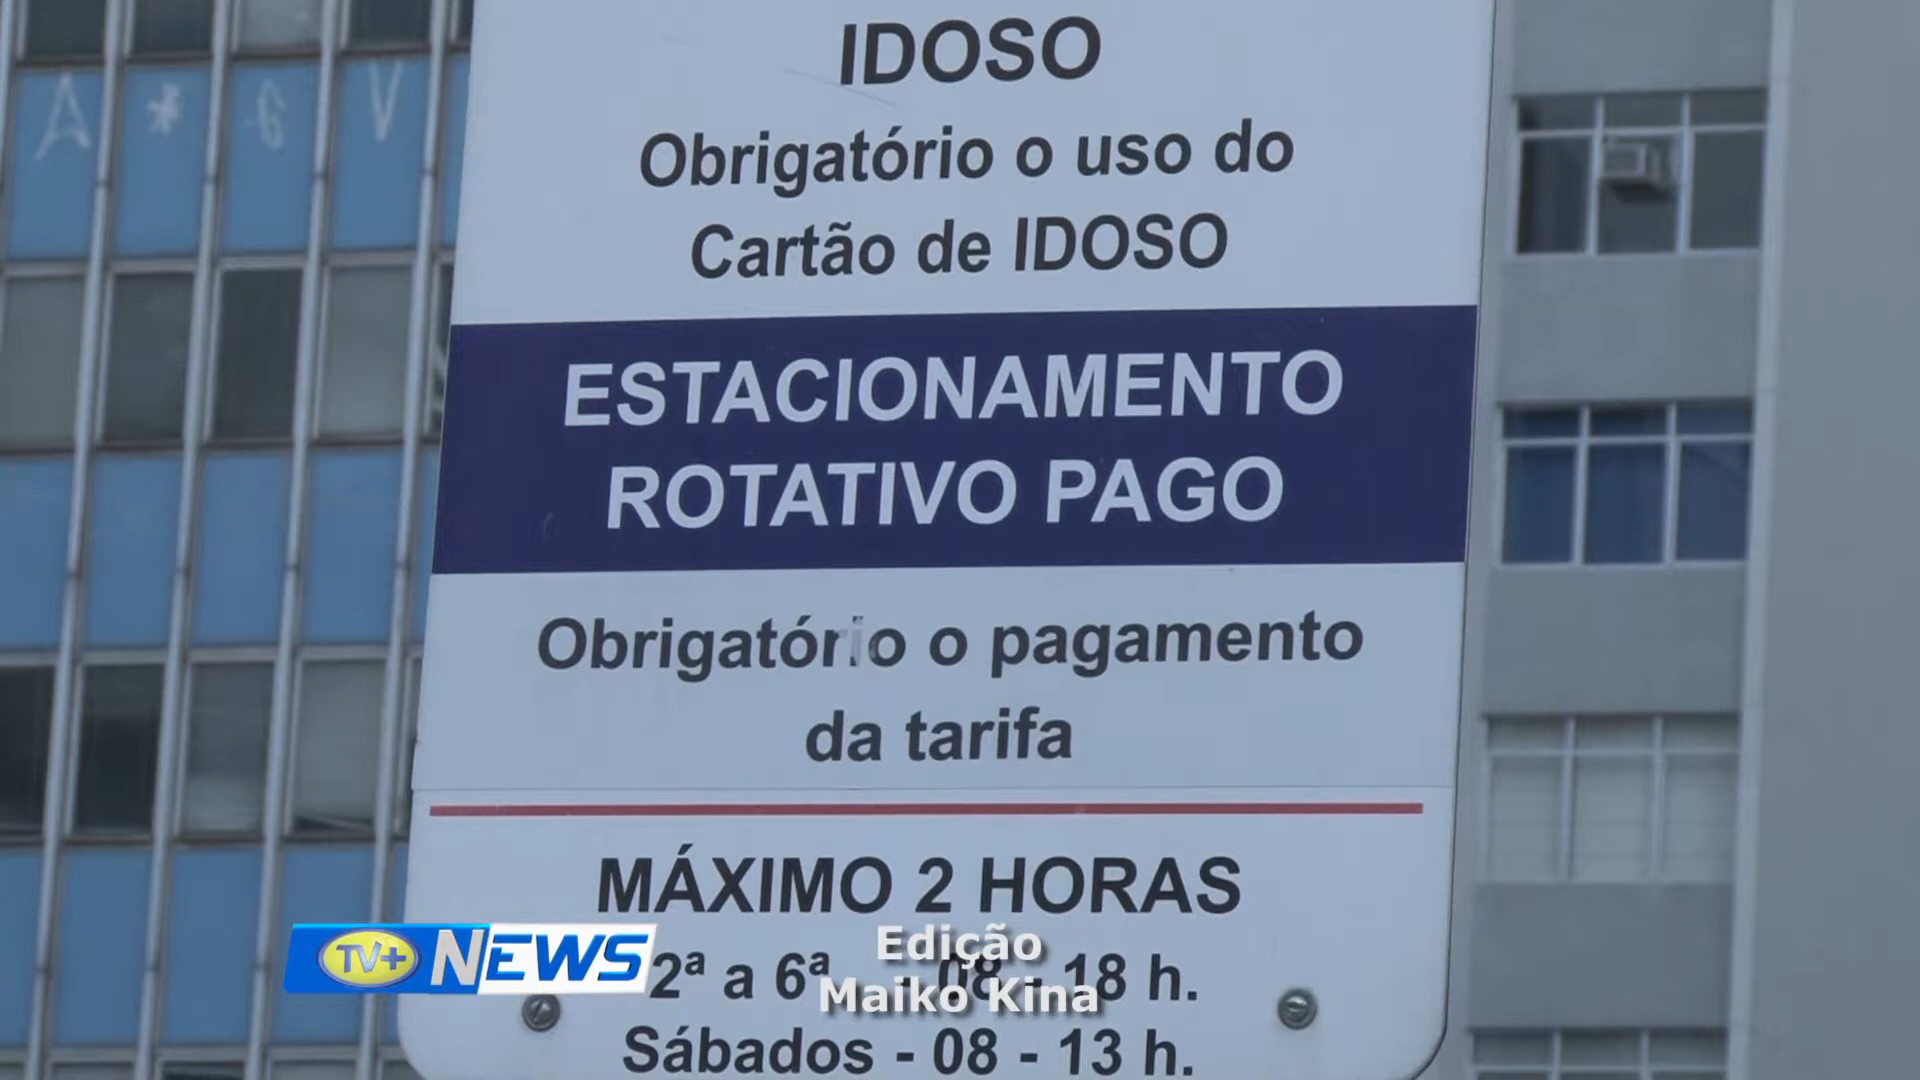 IDOSO
Obrigatório o uso do
Cartão de IDOSO
ESTACIONAMENTO
ROTATIVO PAGO
Obrigatório o pagamento
da tarifa
MÁXIMO 2 HORAS
2ª a 6ª - 08 - 18 h.
Sábados - 08 - 13 h.
TV+ NEWS
Edição
Maiko Kina